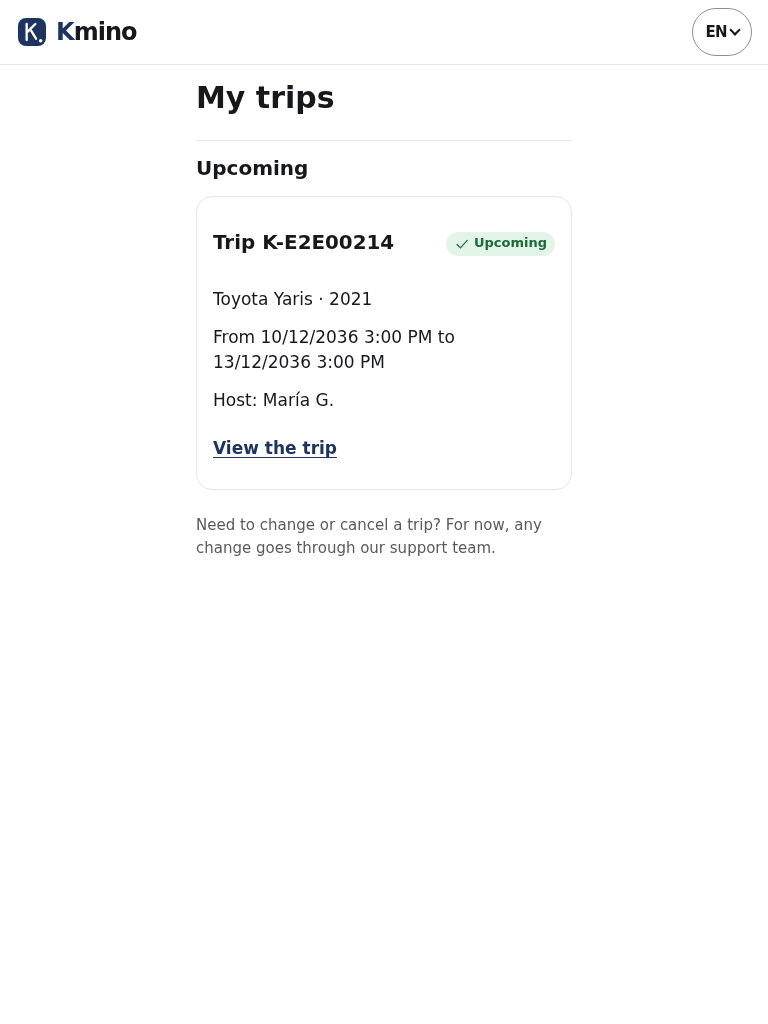 K. Kmino
EN
My trips
Upcoming
Trip K-E2E00214
Upcoming
Toyota Yaris · 2021
From 10/12/2036 3:00 PM to
13/12/2036 3:00 PM
Host: María G.
View the trip
Need to change or cancel a trip? For now, any
change goes through our support team.